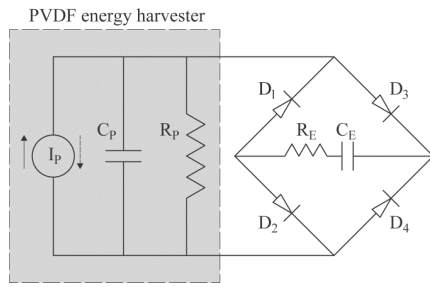 PVDF energy harvester
D1
D3
CP
RP
RE
CE
IP
D2
D4